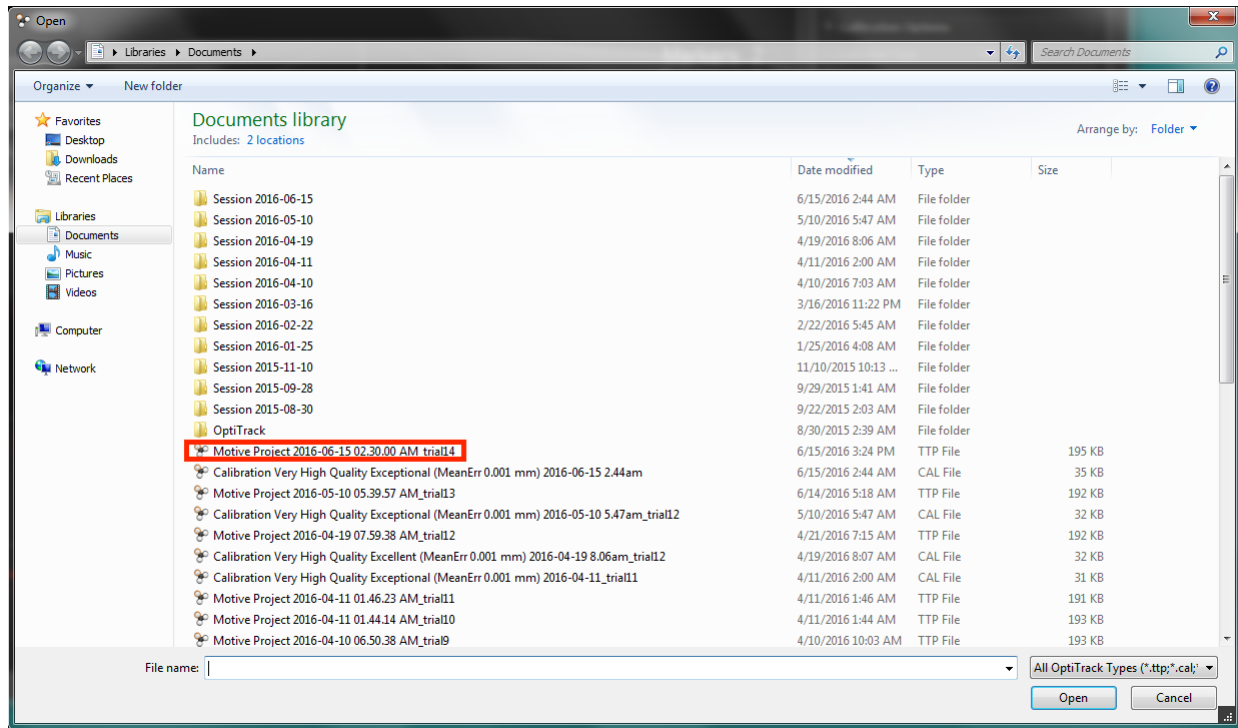 Open
Libraries ▸ Documents ▸
Search Documents
Organize
New folder
Favorites
Desktop
Downloads
Recent Places
Libraries
Documents
Music
Pictures
Videos
Computer
Network
Documents library
Includes: 2 locations
Arrange by: Folder
Name Date modified Type Size
Session 2016-06-15 6/15/2016 2:44 AM File folder
Session 2016-05-10 5/10/2016 5:47 AM File folder
Session 2016-04-19 4/19/2016 8:06 AM File folder
Session 2016-04-11 4/11/2016 2:00 AM File folder
Session 2016-04-10 4/10/2016 7:03 AM File folder
Session 2016-03-16 3/16/2016 11:22 PM File folder
Session 2016-02-22 2/22/2016 5:45 AM File folder
Session 2016-01-25 1/25/2016 4:08 AM File folder
Session 2015-11-10 11/10/2015 10:13 ... File folder
Session 2015-09-28 9/29/2015 1:41 AM File folder
Session 2015-08-30 9/22/2015 2:03 AM File folder
OptiTrack 8/30/2015 2:39 AM File folder
Motive Project 2016-06-15 02.30.00 AM_trial14 6/15/2016 3:24 PM TTP File 195 KB
Calibration Very High Quality Exceptional (MeanErr 0.001 mm) 2016-06-15 2.44am 6/15/2016 2:44 AM CAL File 35 KB
Motive Project 2016-05-10 05.39.57 AM_trial13 6/14/2016 5:18 AM TTP File 192 KB
Calibration Very High Quality Exceptional (MeanErr 0.001 mm) 2016-05-10 5.47am_trial12 5/10/2016 5:47 AM CAL File 32 KB
Motive Project 2016-04-19 07.59.38 AM_trial12 4/21/2016 7:15 AM TTP File 192 KB
Calibration Very High Quality Excellent (MeanErr 0.001 mm) 2016-04-19 8.06am_trial12 4/19/2016 8:07 AM CAL File 32 KB
Calibration Very High Quality Exceptional (MeanErr 0.001 mm) 2016-04-11_trial11 4/11/2016 2:00 AM CAL File 31 KB
Motive Project 2016-04-11 01.46.23 AM_trial11 4/11/2016 1:46 AM TTP File 191 KB
Motive Project 2016-04-11 01.44.14 AM_trial10 4/11/2016 1:44 AM TTP File 193 KB
Motive Project 2016-04-10 06.50.38 AM_trial9 4/10/2016 10:03 AM TTP File 193 KB
File name:
All OptiTrack Types (*.ttp;*.cal;*
Open Cancel